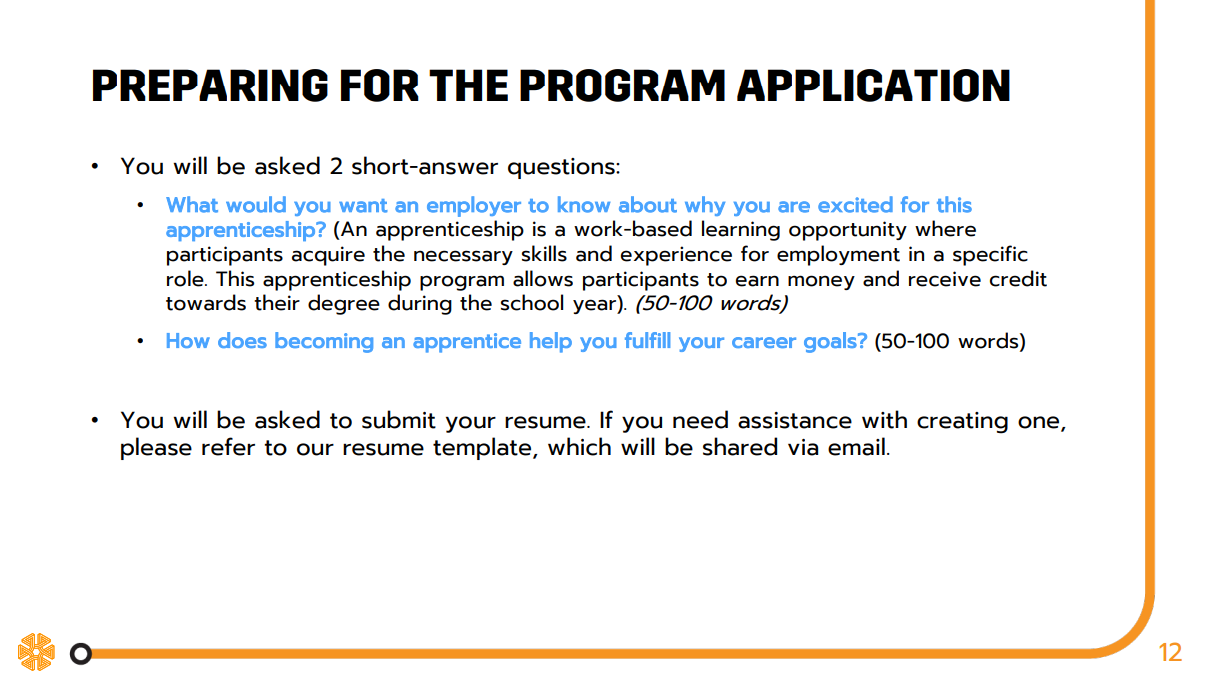 PREPARING FOR THE PROGRAM APPLICATION
• You will be asked 2 short-answer questions:
• What would you want an employer to know about why you are excited for this
apprenticeship? (An apprenticeship is a work-based learning opportunity where
participants acquire the necessary skills and experience for employment in a specific
role. This apprenticeship program allows participants to earn money and receive credit
towards their degree during the school year). (50-100 words)
• How does becoming an apprentice help you fulfill your career goals? (50-100 words)
• You will be asked to submit your resume. If you need assistance with creating one,
please refer to our resume template, which will be shared via email.
12